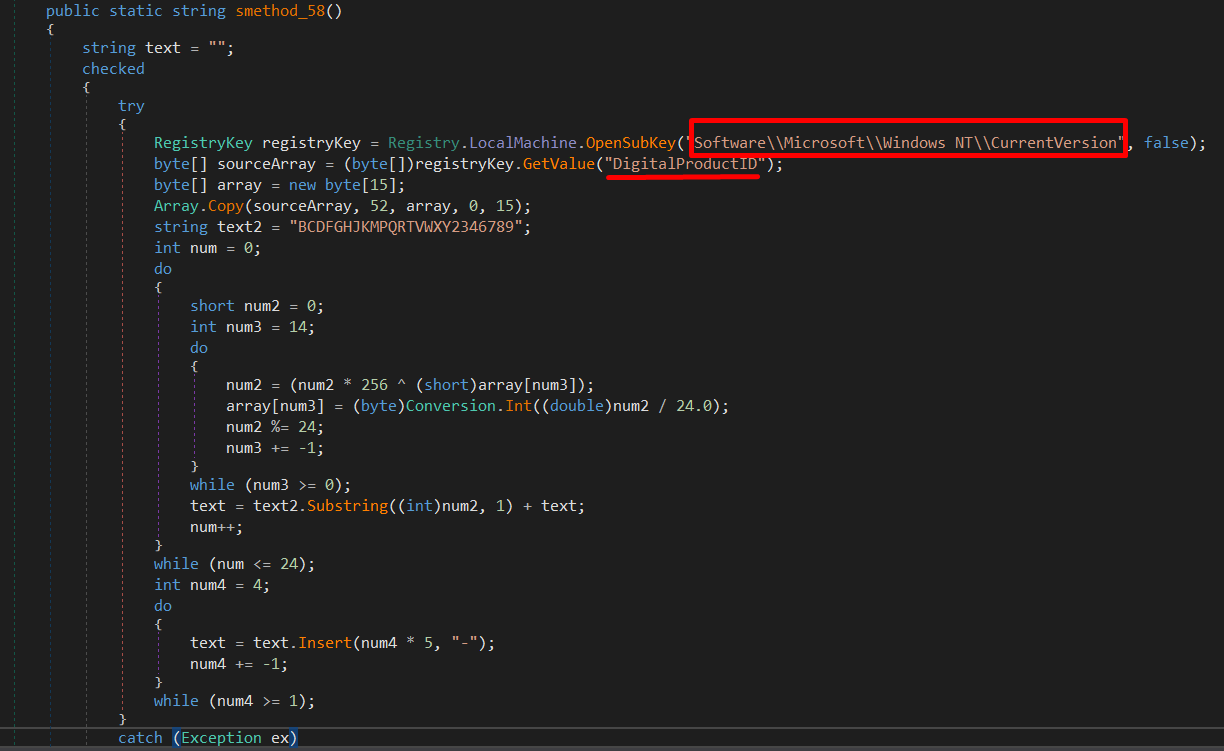 public static string smethod_58()
{
string text = "";
checked
{
try
{
RegistryKey registryKey = Registry.LocalMachine.OpenSubKey("Software\\Microsoft\\Windows NT\\CurrentVersion", false);
byte[] sourceArray = (byte[])registryKey.GetValue("DigitalProductID");
byte[] array = new byte[15];
Array.Copy(sourceArray, 52, array, 0, 15);
string text2 = "BCDFGHJKMPQRTVWXY2346789";
int num = 0;
do
{
short num2 = 0;
int num3 = 14;
do
{
num2 = (num2 * 256 ^ (short)array[num3]);
array[num3] = (byte)Conversion.Int((double)num2 / 24.0);
num2 %= 24;
num3 += -1;
}
while (num3 >= 0);
text = text2.Substring((int)num2, 1) + text;
num++;
}
while (num <= 24);
int num4 = 4;
do
{
text = text.Insert(num4 * 5, "-");
num4 += -1;
}
while (num4 >= 1);
}
catch (Exception ex)